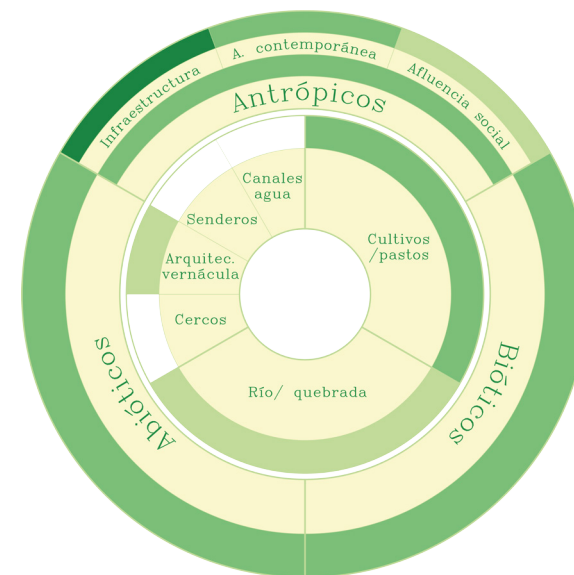 A. contemporánea
Infraestructura
Afluencia social
Antrópicos
Canales
agua
Senderos
Cultivos
/pastos
Arquitec.
vernácula
Cercos
Río/ quebrada
Abióticos
Bióticos